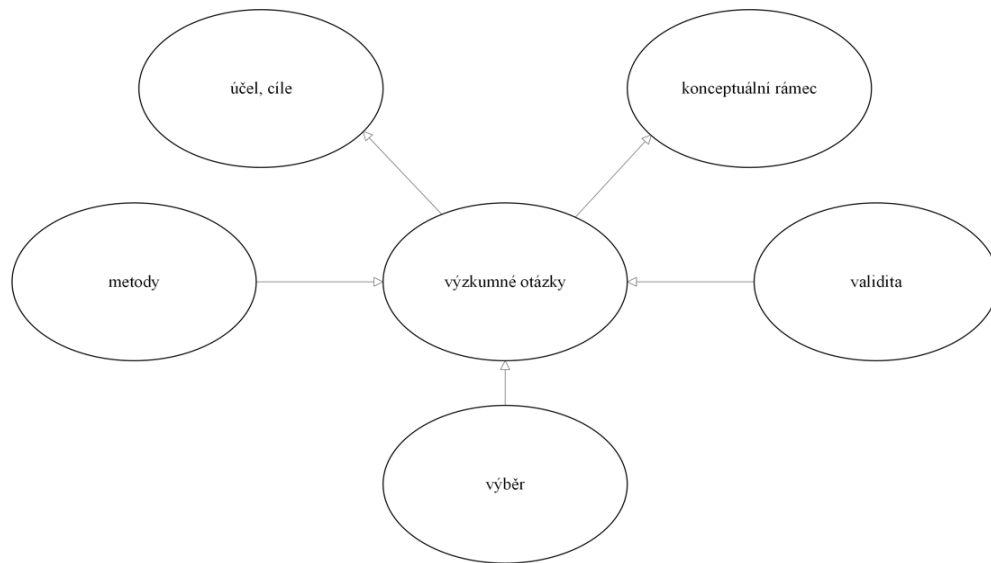 účel, cíle
konceptuální rámec
metody
výzkumné otázky
validita
výběr